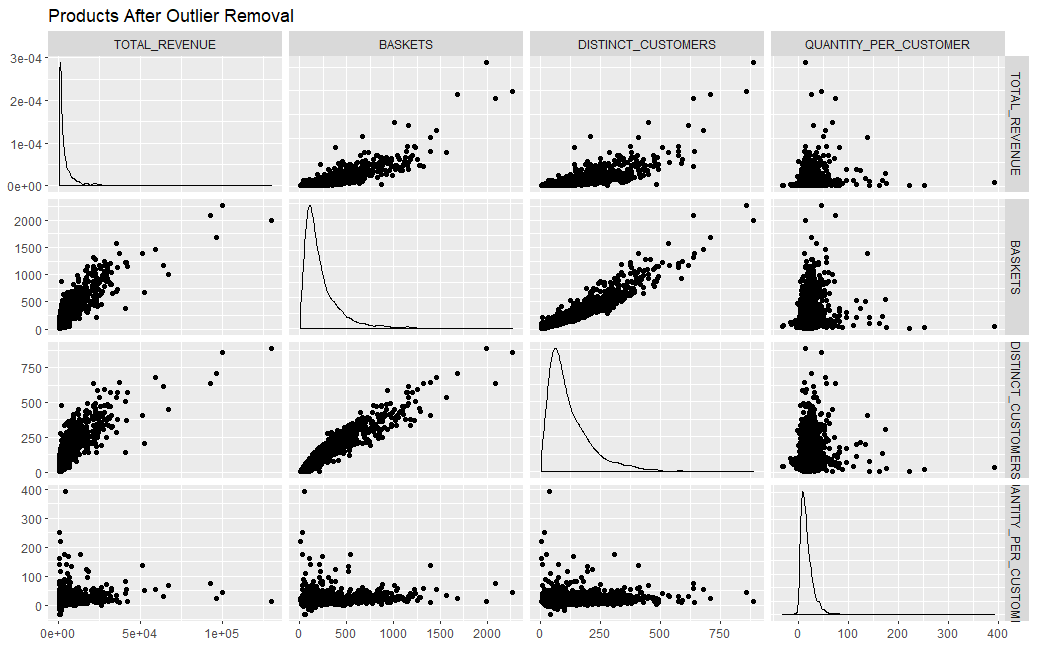 Products After Outlier Removal
TOTAL_REVENUE BASKETS DISTINCT_CUSTOMERS QUANTITY_PER_CUSTOMER
3e-04
2e-04
1e-04
0e+00
TOTAL_REVENUE
2000
1500
1000
500
0
BASKETS
750
500
250
0
DISTINCT_CUSTOMERS
400
300
200
100
0
ANTITY_PER_CUSTOM
0e+00 5e+04 1e+05 0 500 1000 1500 2000 0 250 500 750 0 100 200 300 400